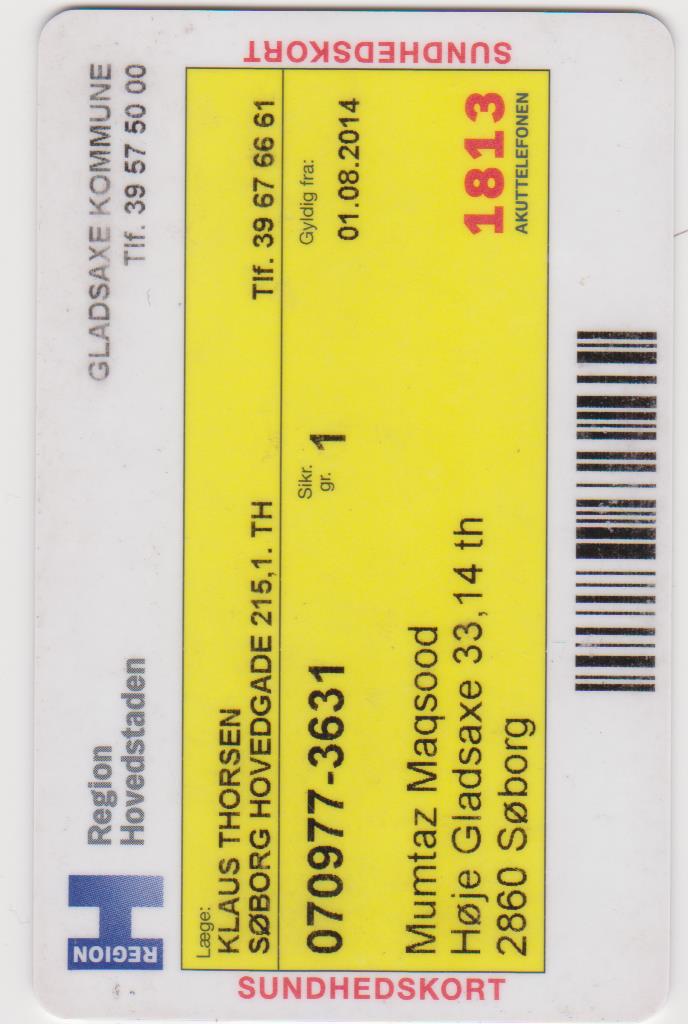 REGION
Region
Hovedstaden
GLADSAXE KOMMUNE
Tlf. 39 57 50 00
SUNDHEDSKORT
Læge:
KLAUS THORSEN
SØBORG HOVEDGADE 215,1. TH
Tlf. 39 67 66 61
070977-3631
Sikr.
gr. 1
Gyldig fra:
01.08.2014
Mumtaz Maqsood
Høje Gladsaxe 33,14 th
2860 Søborg
1813
AKUTTELEFONEN
SUNDHEDSKORT